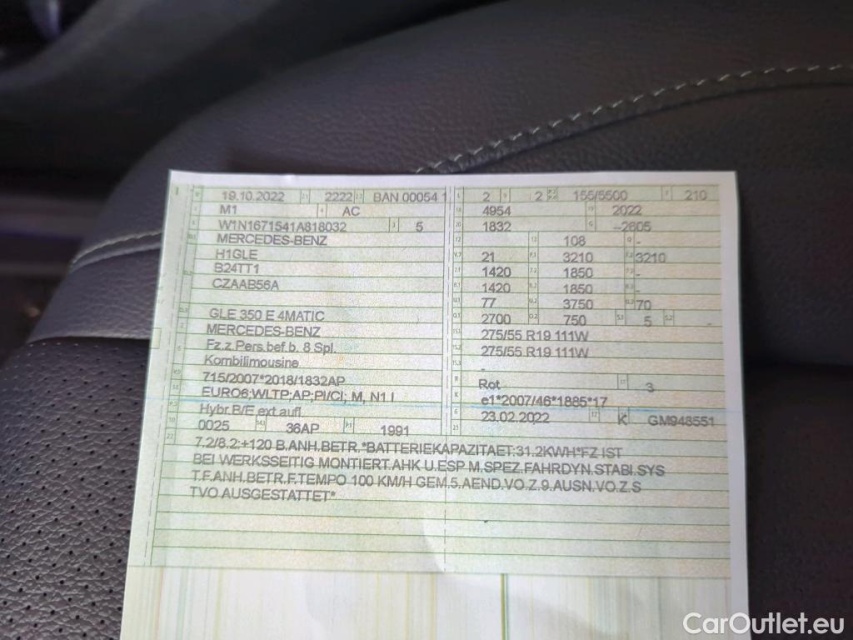 19.10.2022 2222 BAN 00054 1 2 2 155/5500 210
M1 AC 4954 2022
W1N1671541A818032 5 1832 -2605
MERCEDES-BENZ 108 -
H1GLE 21 3210 3210
B24TT1 1420 1850 -
CZAAB56A 1420 1850 -
77 3750 70
GLE 350 E 4MATIC 2700 750 5 -
MERCEDES-BENZ 275/55 R19 111W
Fz.z.Pers.bef.b. 8 Spl. 275/55 R19 111W
Kombilimousine -
715/2007*2018/1832AP Rot 3
EURO6;WLTP;AP;PI/CI; M, N1 I e1*2007/46*1885*17
Hybr.B/E ext.aufl 23.02.2022 K GM948551
0025 36AP 1991
7.2/8.2:+120 B.ANH.BETR.*BATTERIEKAPAZITAET:31.2KWH*FZ IST
BEI WERKSSEITIG MONTIERT.AHK U.ESP M.SPEZ.FAHRDYN.STABI.SYS
T.F.ANH.BETR.F.TEMPO 100 KM/H GEM.5.AEND.VO.Z.9.AUSN.VO.Z.S
TVO.AUSGESTATTET*
CarOutlet.eu